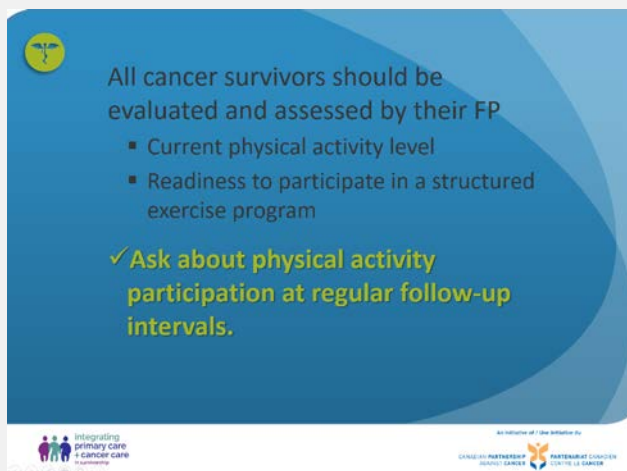 All cancer survivors should be
evaluated and assessed by their FP
▪ Current physical activity level
▪ Readiness to participate in a structured
exercise program
✓Ask about physical activity
participation at regular follow-up
intervals.
integrating
primary care
+ cancer care
in survivorship
An initiative of / Une initiative du
CANADIAN PARTNERSHIP
AGAINST CANCER
PARTENARIAT CANADIEN
CONTRE LE CANCER